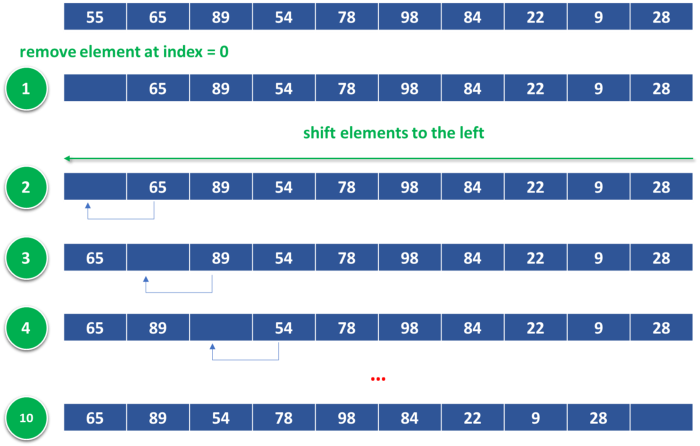 55 65 89 54 78 98 84 22 9 28
remove element at index = 0
1 65 89 54 78 98 84 22 9 28
shift elements to the left
2 65 89 54 78 98 84 22 9 28
3 65 89 54 78 98 84 22 9 28
4 65 89 54 78 98 84 22 9 28
...
10 65 89 54 78 98 84 22 9 28